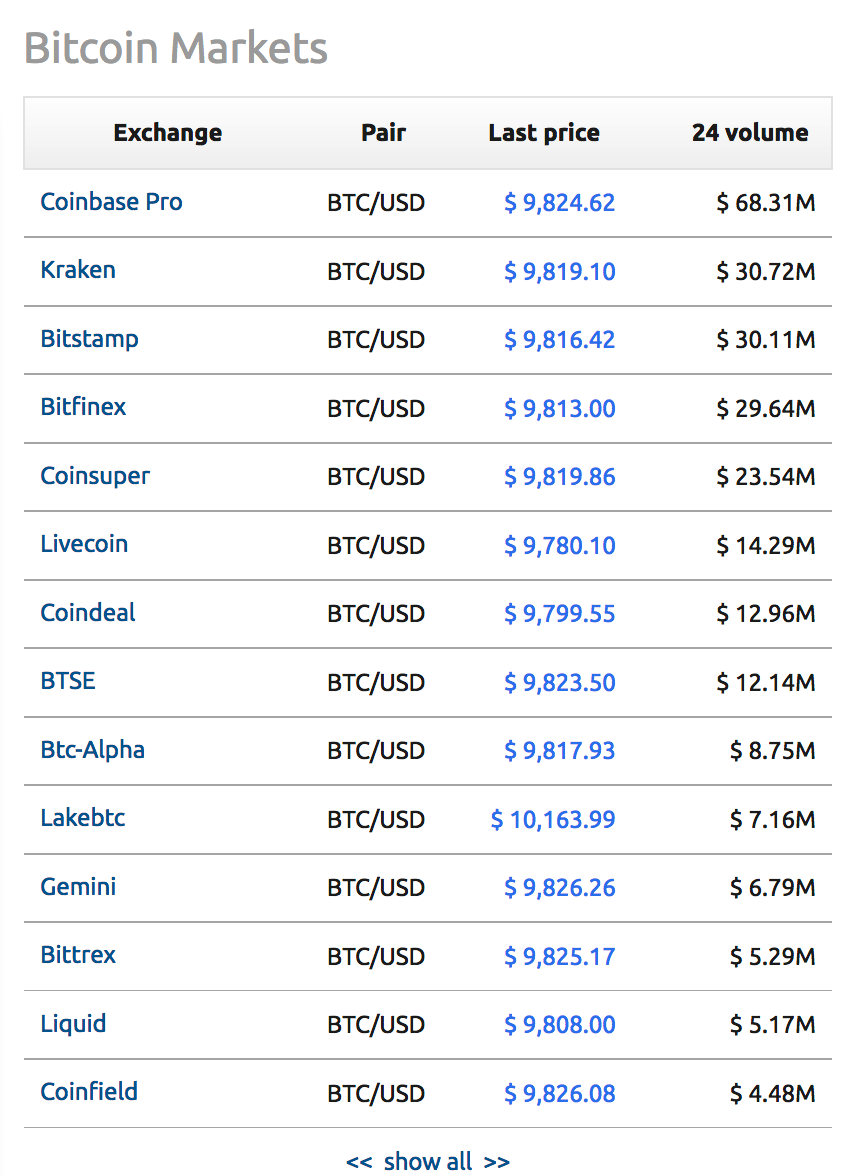 Bitcoin Markets
Exchange Pair Last price 24 volume
Coinbase Pro BTC/USD $ 9,824.62 $ 68.31M
Kraken BTC/USD $ 9,819.10 $ 30.72M
Bitstamp BTC/USD $ 9,816.42 $ 30.11M
Bitfinex BTC/USD $ 9,813.00 $ 29.64M
Coinsuper BTC/USD $ 9,819.86 $ 23.54M
Livecoin BTC/USD $ 9,780.10 $ 14.29M
Coindeal BTC/USD $ 9,799.55 $ 12.96M
BTSE BTC/USD $ 9,823.50 $ 12.14M
Btc-Alpha BTC/USD $ 9,817.93 $ 8.75M
Lakebtc BTC/USD $ 10,163.99 $ 7.16M
Gemini BTC/USD $ 9,826.26 $ 6.79M
Bittrex BTC/USD $ 9,825.17 $ 5.29M
Liquid BTC/USD $ 9,808.00 $ 5.17M
Coinfield BTC/USD $ 9,826.08 $ 4.48M
<< show all >>